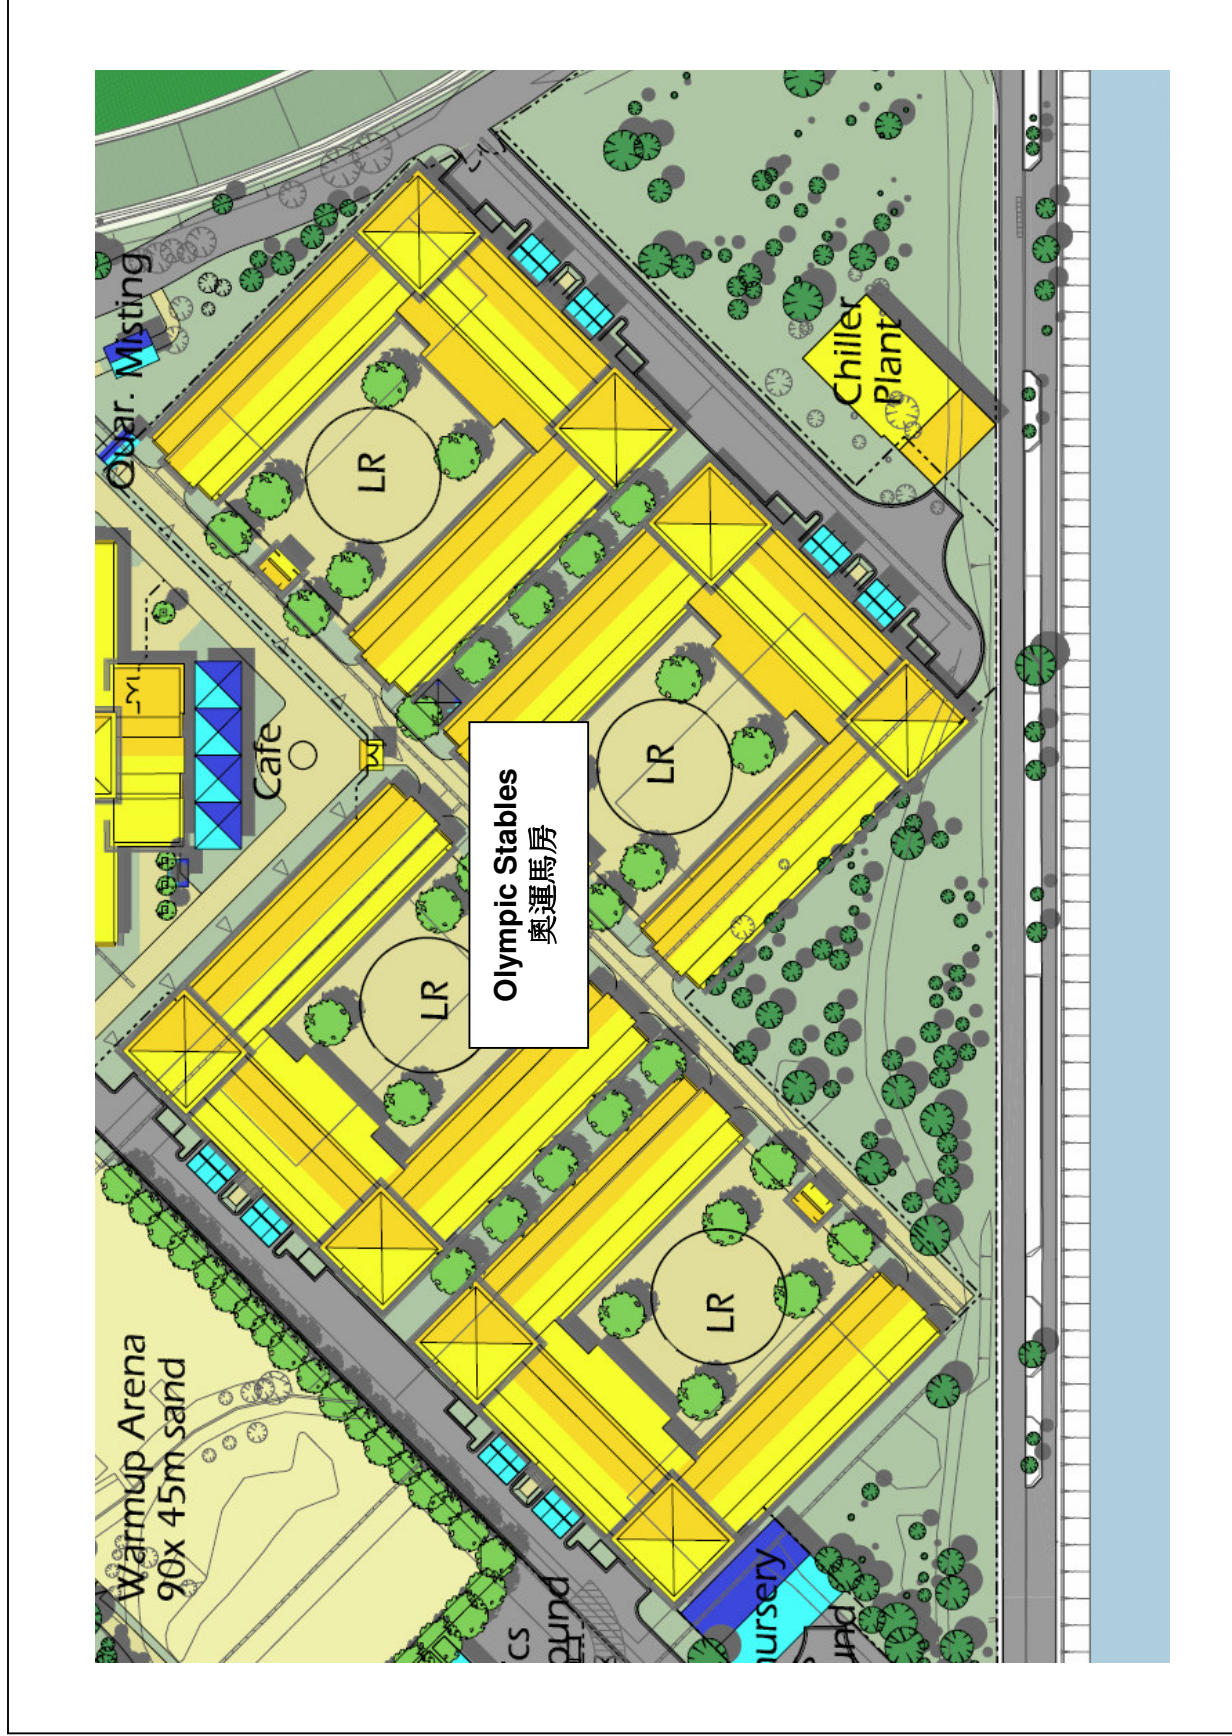 Quar. Misting
Chiller
Plant
LR
LR
Cafe
Olympic Stables
奧運馬房
LR
LR
Warmup Arena
90x 45m sand